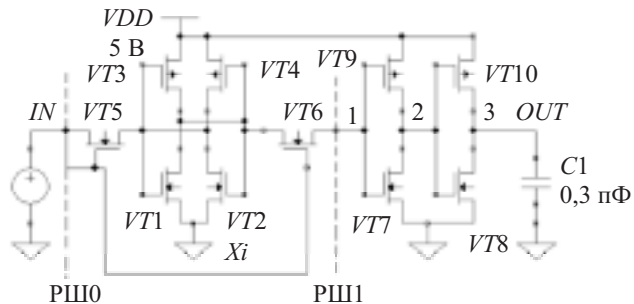 VDD
5 В
VT9
VT3
VT4
VT10
IN
VT5
VT6
1
2
3
OUT
C1
0,3 пФ
VT1
VT2
VT7
VT8
Xi
РШ0
РШ1